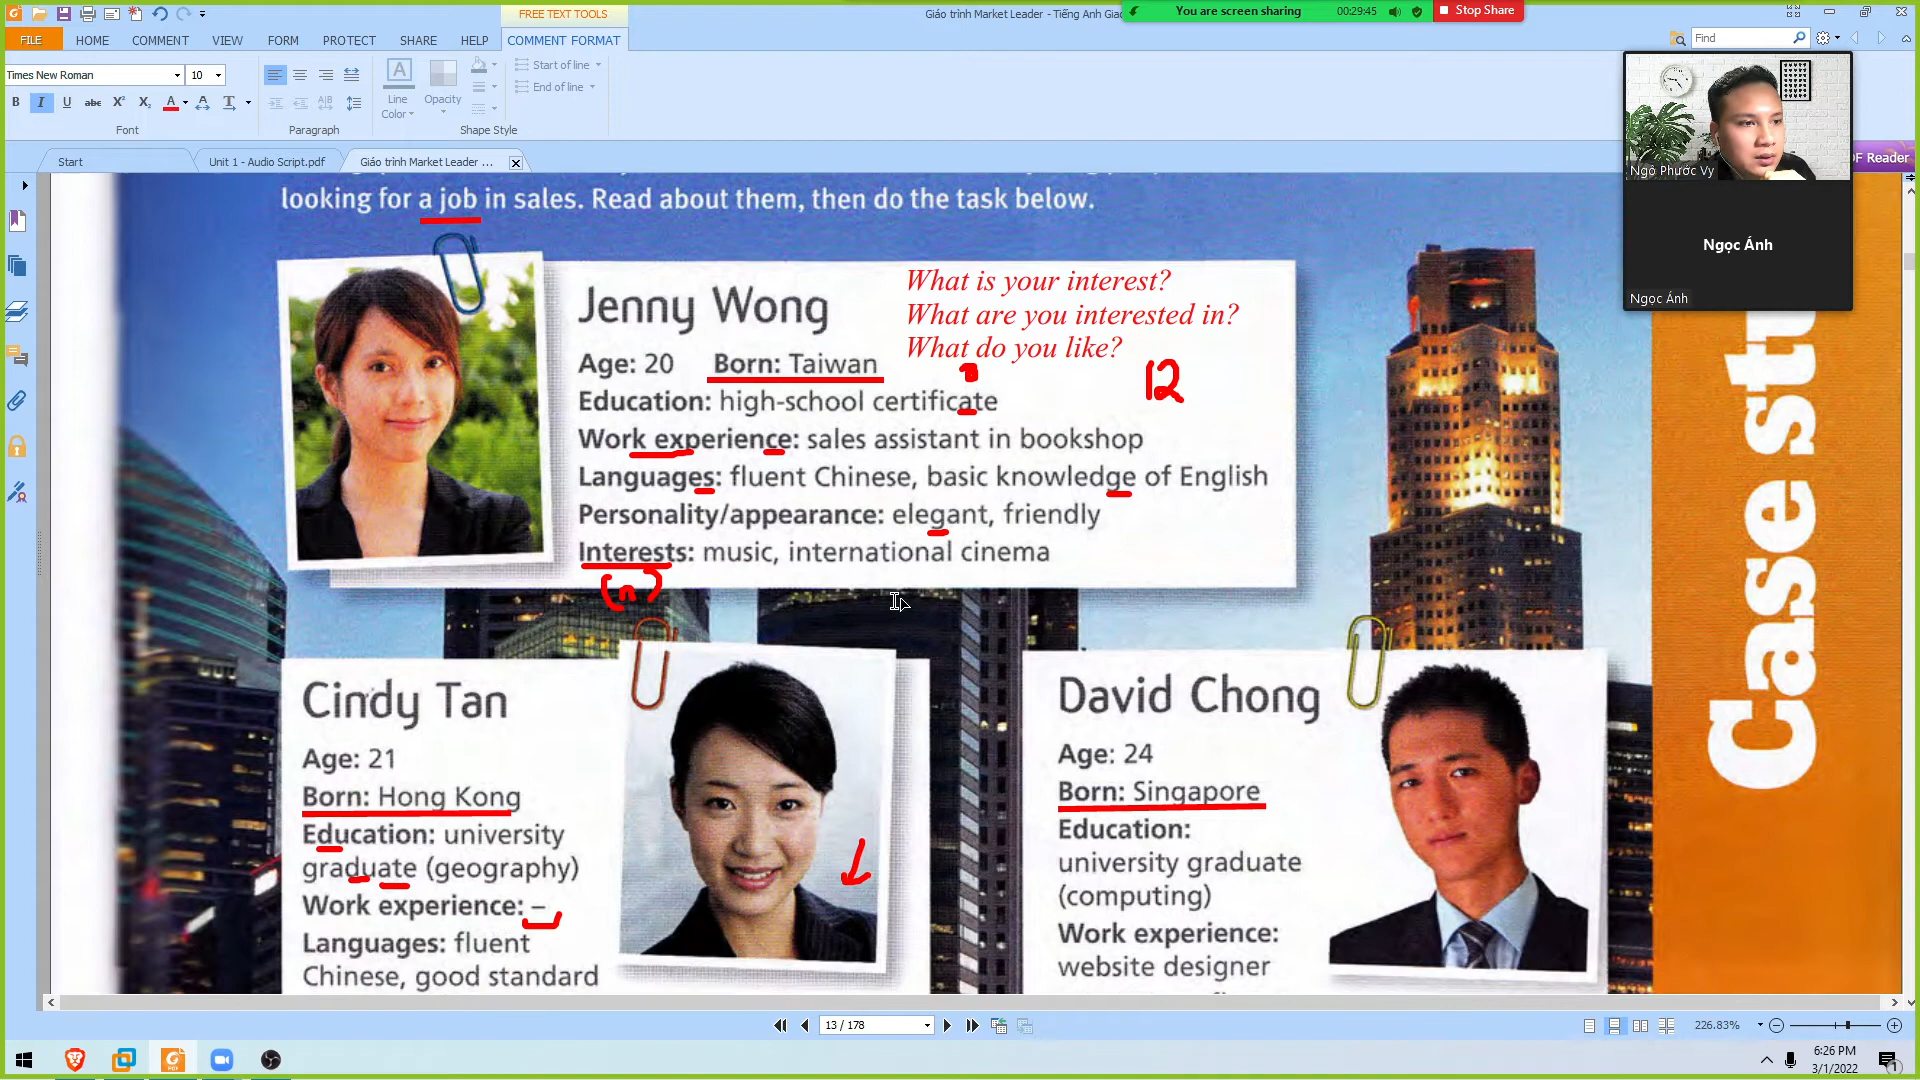 FREE TEXT TOOLS
Giáo trình Market Leader - Tiếng Anh Gia
You are screen sharing
00:29:45
Stop Share
FILE
HOME
COMMENT
VIEW
FORM
PROTECT
SHARE
HELP
COMMENT FORMAT
Find
Times New Roman
10
Start of line
End of line
B I U abc X² X₂ A A T
Line Color
Opacity
Font
Paragraph
Shape Style
Start
Unit 1 - Audio Script.pdf
Giáo trình Market Leader ...
DF Reader
Ngô Phước Vy
Ngọc Ánh
Ngọc Ánh
looking for a job in sales. Read about them, then do the task below.
Jenny Wong
What is your interest?
What are you interested in?
What do you like?
12
Age: 20 Born: Taiwan
Education: high-school certificate
Work experience: sales assistant in bookshop
Languages: fluent Chinese, basic knowledge of English
Personality/appearance: elegant, friendly
Interests: music, international cinema
(n)
Cindy Tan
Age: 21
Born: Hong Kong
Education: university
graduate (geography)
Work experience: –
Languages: fluent
Chinese, good standard
David Chong
Age: 24
Born: Singapore
Education:
university graduate
(computing)
Work experience:
website designer
Case stu
13 / 178
226.83%
6:26 PM
3/1/2022